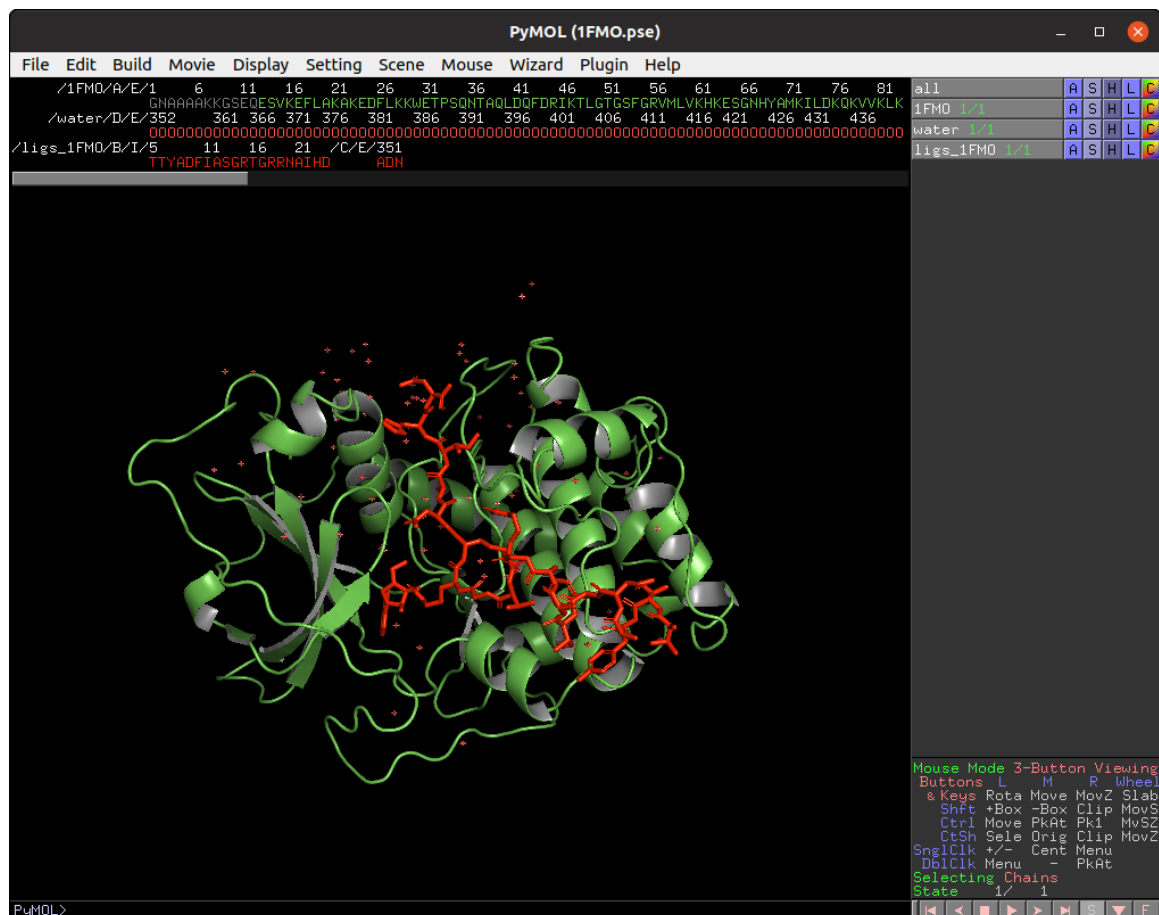 PyMOL (1FMO.pse)
File Edit Build Movie Display Setting Scene Mouse Wizard Plugin Help
/1FMO/A/E/1 6 11 16 21 26 31 36 41 46 51 56 61 66 71 76 81
GNAAAAKKGSEQESVKEFLAKAKEDFLKKWETPSQNTAQLDQFDRIKTLGTGSFGRVMLVKHKESGNHYAMKILDKQKVVKLK
/water/D/E/352 361 366 371 376 381 386 391 396 401 406 411 416 421 426 431 436
OOOOOOOOOOOOOOOOOOOOOOOOOOOOOOOOOOOOOOOOOOOOOOOOOOOOOOOOOOOOOOOOOOOOOOOOOOOOOOOOOOO
/ligs_1FMO/B/I/5 11 16 21 /C/E/351
TTYADFIASGRTGRRNAIHD ADN
all A S H L C
1FMO 1/1 A S H L C
water 1/1 A S H L C
ligs_1FMO 1/1 A S H L C
Mouse Mode 3-Button Viewing
Buttons L M R Wheel
& Keys Rota Move MovZ Slab
Shft +Box -Box Clip MovS
Ctrl Move PkAt Pk1 MvSZ
CtSh Sele Orig Clip MovZ
SnglClk +/- Cent Menu
DblClk Menu - PkAt
Selecting Chains
State 1/ 1
S F
PyMOL>